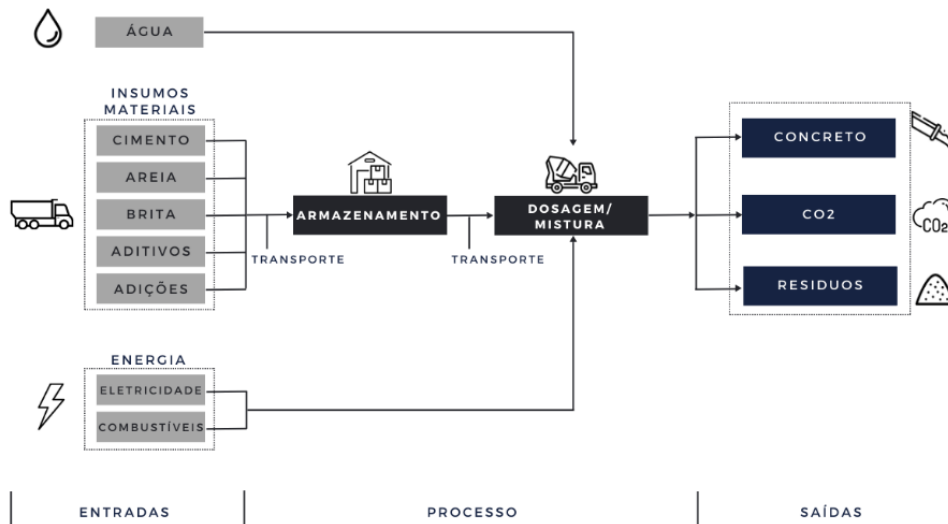 ÁGUA
INSUMOS
MATERIAIS
CIMENTO
AREIA
BRITA
ADITIVOS
ADIÇÕES
TRANSPORTE
ARMAZENAMENTO
TRANSPORTE
DOSAGEM/
MISTURA
CONCRETO
CO2
CO2
RESIDUOS
ENERGIA
ELETRICIDADE
COMBUSTÍVEIS
ENTRADAS
PROCESSO
SAÍDAS